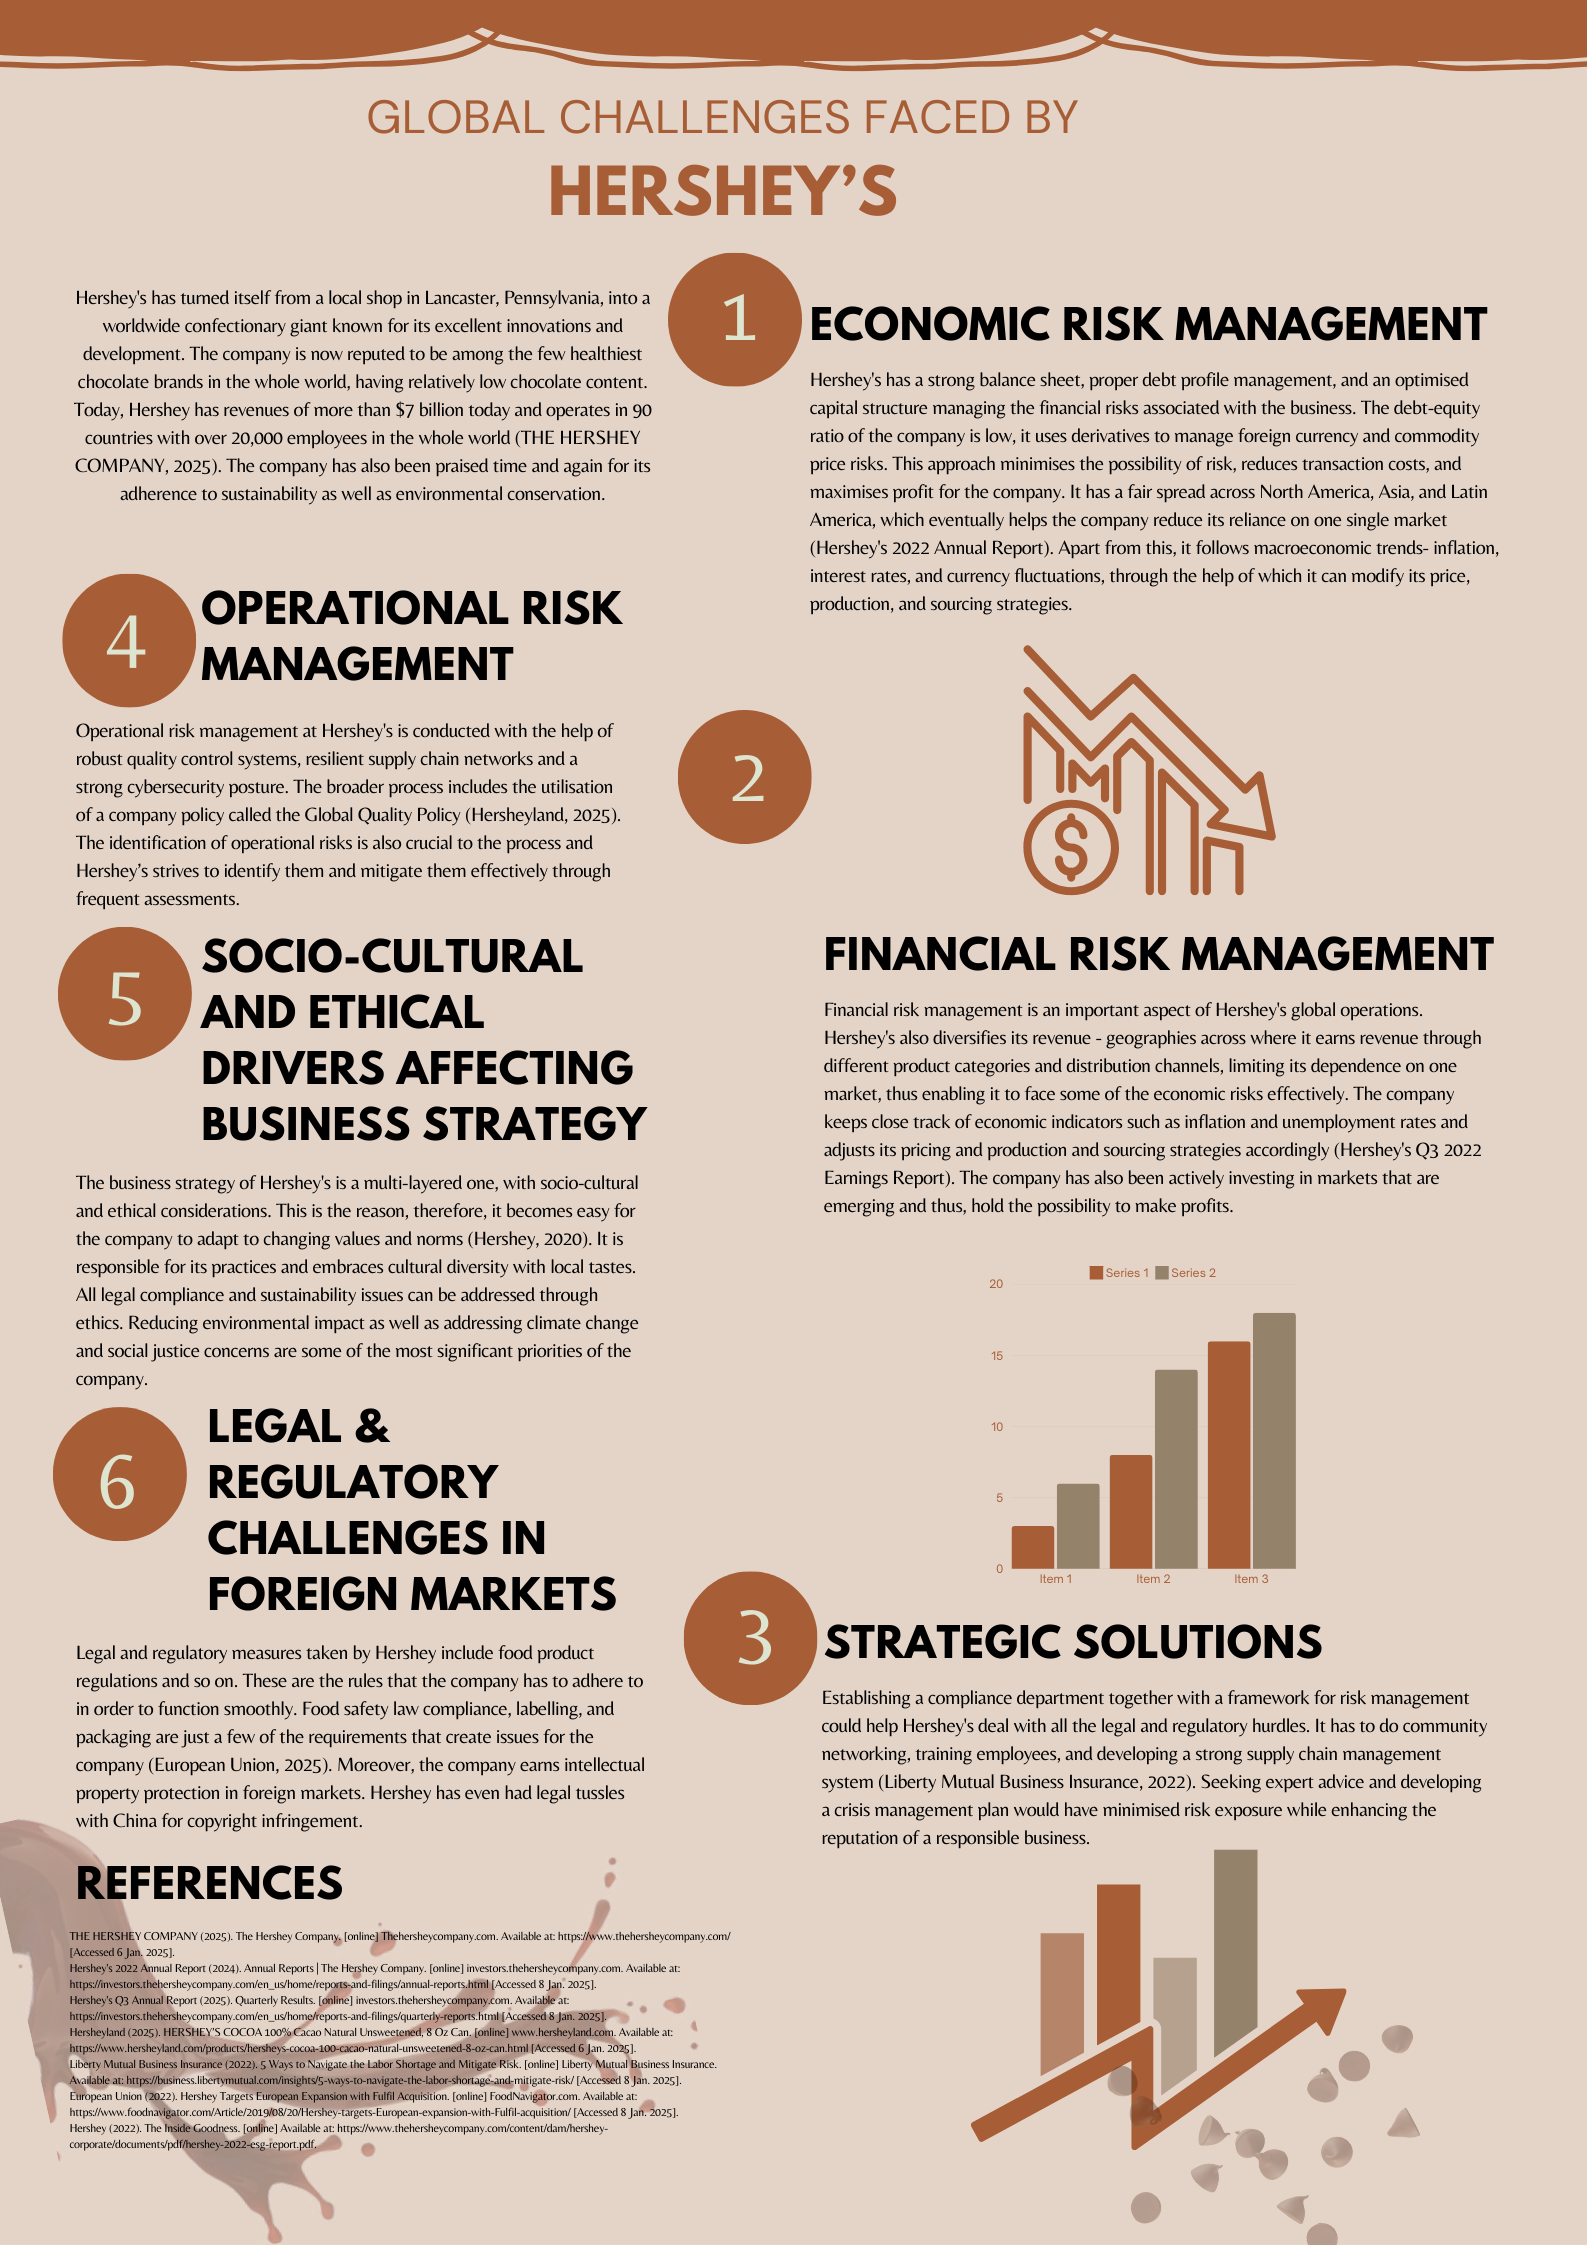 GLOBAL CHALLENGES FACED BY
HERSHEY’S
Hershey's has turned itself from a local shop in Lancaster, Pennsylvania, into a
worldwide confectionary giant known for its excellent innovations and
development. The company is now reputed to be among the few healthiest
chocolate brands in the whole world, having relatively low chocolate content.
Today, Hershey has revenues of more than $7 billion today and operates in 90
countries with over 20,000 employees in the whole world (THE HERSHEY
COMPANY, 2025). The company has also been praised time and again for its
adherence to sustainability as well as environmental conservation.
1
ECONOMIC RISK MANAGEMENT
Hershey's has a strong balance sheet, proper debt profile management, and an optimised
capital structure managing the financial risks associated with the business. The debt-equity
ratio of the company is low, it uses derivatives to manage foreign currency and commodity
price risks. This approach minimises the possibility of risk, reduces transaction costs, and
maximises profit for the company. It has a fair spread across North America, Asia, and Latin
America, which eventually helps the company reduce its reliance on one single market
(Hershey's 2022 Annual Report). Apart from this, it follows macroeconomic trends- inflation,
interest rates, and currency fluctuations, through the help of which it can modify its price,
production, and sourcing strategies.
2
$
FINANCIAL RISK MANAGEMENT
Financial risk management is an important aspect of Hershey's global operations.
Hershey's also diversifies its revenue - geographies across where it earns revenue through
different product categories and distribution channels, limiting its dependence on one
market, thus enabling it to face some of the economic risks effectively. The company
keeps close track of economic indicators such as inflation and unemployment rates and
adjusts its pricing and production and sourcing strategies accordingly (Hershey's Q3 2022
Earnings Report). The company has also been actively investing in markets that are
emerging and thus, hold the possibility to make profits.
Series 1 Series 2
20
15
10
5
0
Item 1 Item 2 Item 3
3
STRATEGIC SOLUTIONS
Establishing a compliance department together with a framework for risk management
could help Hershey's deal with all the legal and regulatory hurdles. It has to do community
networking, training employees, and developing a strong supply chain management
system (Liberty Mutual Business Insurance, 2022). Seeking expert advice and developing
a crisis management plan would have minimised risk exposure while enhancing the
reputation of a responsible business.
4
OPERATIONAL RISK
MANAGEMENT
Operational risk management at Hershey's is conducted with the help of
robust quality control systems, resilient supply chain networks and a
strong cybersecurity posture. The broader process includes the utilisation
of a company policy called the Global Quality Policy (Hersheyland, 2025).
The identification of operational risks is also crucial to the process and
Hershey’s strives to identify them and mitigate them effectively through
frequent assessments.
5
SOCIO-CULTURAL
AND ETHICAL
DRIVERS AFFECTING
BUSINESS STRATEGY
The business strategy of Hershey's is a multi-layered one, with socio-cultural
and ethical considerations. This is the reason, therefore, it becomes easy for
the company to adapt to changing values and norms (Hershey, 2020). It is
responsible for its practices and embraces cultural diversity with local tastes.
All legal compliance and sustainability issues can be addressed through
ethics. Reducing environmental impact as well as addressing climate change
and social justice concerns are some of the most significant priorities of the
company.
6
LEGAL &
REGULATORY
CHALLENGES IN
FOREIGN MARKETS
Legal and regulatory measures taken by Hershey include food product
regulations and so on. These are the rules that the company has to adhere to
in order to function smoothly. Food safety law compliance, labelling, and
packaging are just a few of the requirements that create issues for the
company (European Union, 2025). Moreover, the company earns intellectual
property protection in foreign markets. Hershey has even had legal tussles
with China for copyright infringement.
REFERENCES
THE HERSHEY COMPANY (2025). The Hershey Company. [online] Thehersheycompany.com. Available at: https://www.thehersheycompany.com/
[Accessed 6 Jan. 2025].
Hershey's 2022 Annual Report (2024). Annual Reports | The Hershey Company. [online] investors.thehersheycompany.com. Available at:
https://investors.thehersheycompany.com/en_us/home/reports-and-filings/annual-reports.html [Accessed 8 Jan. 2025].
Hershey's Q3 Annual Report (2025). Quarterly Results. [online] investors.thehersheycompany.com. Available at:
https://investors.thehersheycompany.com/en_us/home/reports-and-filings/quarterly-reports.html [Accessed 8 Jan. 2025].
Hersheyland (2025). HERSHEY'S COCOA 100% Cacao Natural Unsweetened, 8 Oz Can. [online] www.hersheyland.com. Available at:
https://www.hersheyland.com/products/hersheys-cocoa-100-cacao-natural-unsweetened-8-oz-can.html [Accessed 6 Jan. 2025].
Liberty Mutual Business Insurance (2022). 5 Ways to Navigate the Labor Shortage and Mitigate Risk. [online] Liberty Mutual Business Insurance.
Available at: https://business.libertymutual.com/insights/5-ways-to-navigate-the-labor-shortage-and-mitigate-risk/ [Accessed 8 Jan. 2025].
European Union (2022). Hershey Targets European Expansion with Fulfil Acquisition. [online] FoodNavigator.com. Available at:
https://www.foodnavigator.com/Article/2019/08/20/Hershey-targets-European-expansion-with-Fulfil-acquisition/ [Accessed 8 Jan. 2025].
Hershey (2022). The Inside Goodness. [online] Available at: https://www.thehersheycompany.com/content/dam/hershey-
corporate/documents/pdf/hershey-2022-esg-report.pdf.